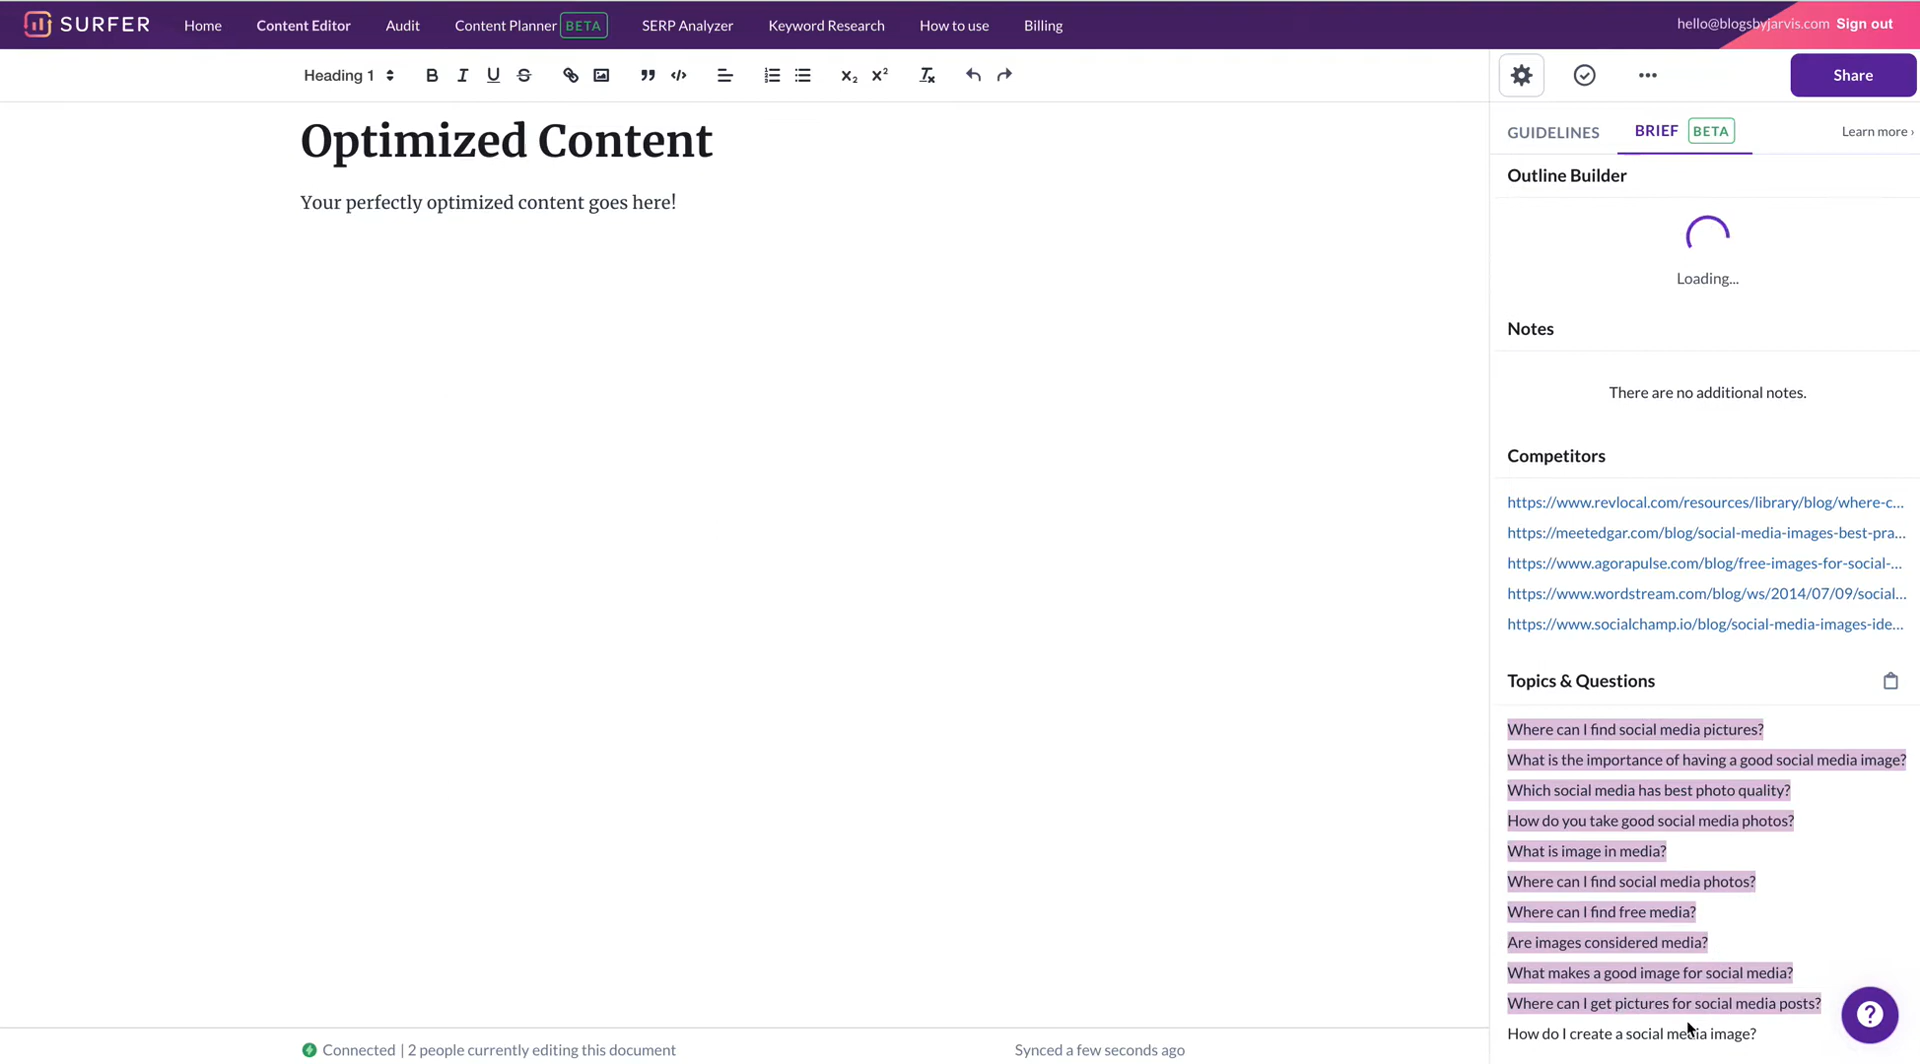 SURFER Home Content Editor Audit Content Planner BETA SERP Analyzer Keyword Research How to use Billing hello@blogsbyjarvis.com Sign out
Heading 1 Share
GUIDELINES BRIEF BETA Learn more ›
Optimized Content
Your perfectly optimized content goes here!
Outline Builder
Loading...
Notes
There are no additional notes.
Competitors
https://www.revlocal.com/resources/library/blog/where-c...
https://meetedgar.com/blog/social-media-images-best-pra...
https://www.agorapulse.com/blog/free-images-for-social-...
https://www.wordstream.com/blog/ws/2014/07/09/social...
https://www.socialchamp.io/blog/social-media-images-ide...
Topics & Questions
Where can I find social media pictures?
What is the importance of having a good social media image?
Which social media has best photo quality?
How do you take good social media photos?
What is image in media?
Where can I find social media photos?
Where can I find free media?
Are images considered media?
What makes a good image for social media?
Where can I get pictures for social media posts?
How do I create a social media image?
Connected | 2 people currently editing this document Synced a few seconds ago